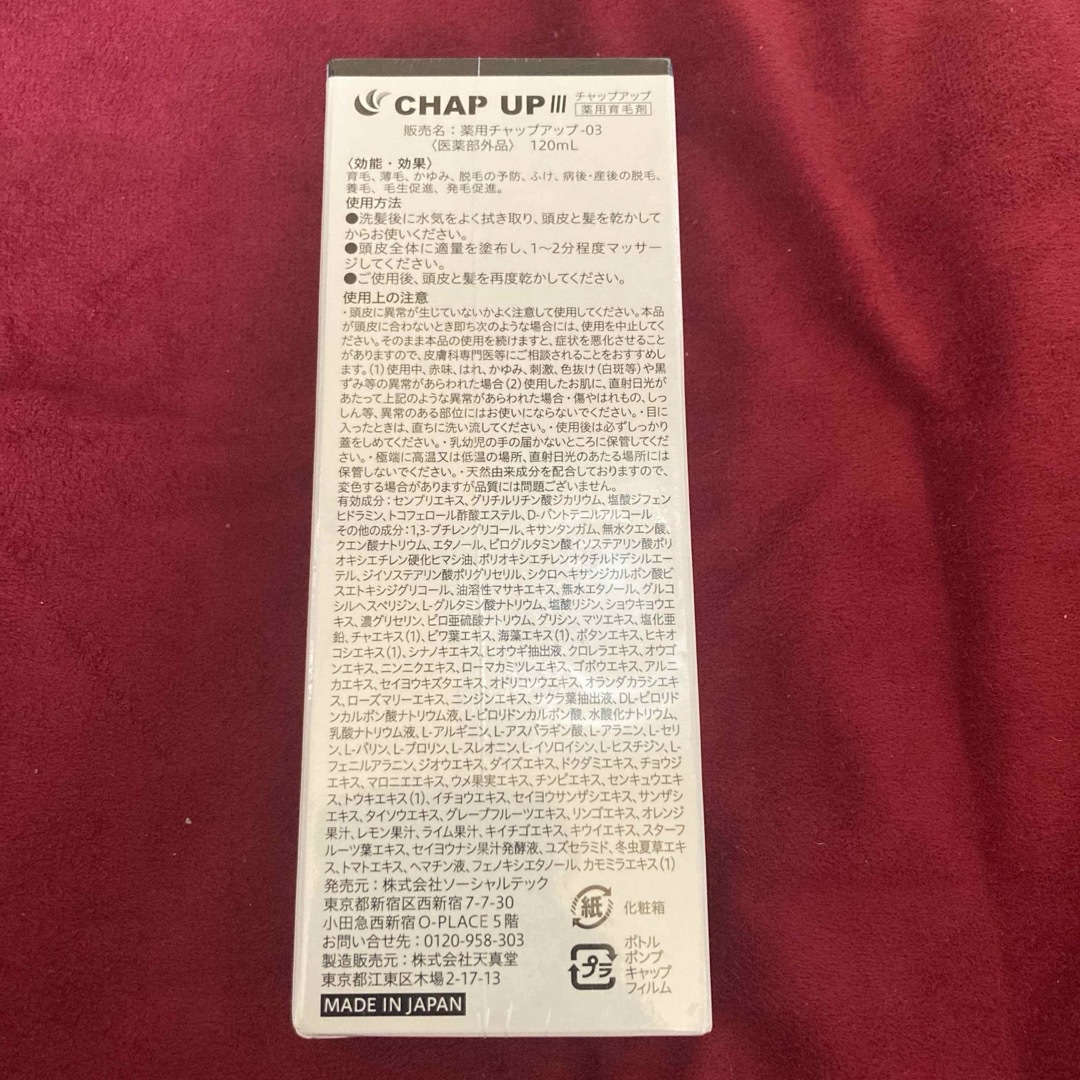 CHAP UP III チャップアップ
薬用育毛剤
販売名：薬用チャップアップ-03
〈医薬部外品〉 120mL
〈効能・効果〉
育毛、薄毛、かゆみ、脱毛の予防、ふけ、病後・産後の脱毛、
養毛、毛生促進、発毛促進。
使用方法
●洗髪後に水気をよく拭き取り、頭皮と髪を乾かして
からお使いください。
●頭皮全体に適量を塗布し、1〜2分程度マッサー
ジしてください。
●ご使用後、頭皮と髪を再度乾かしてください。
使用上の注意
・頭皮に異常が生じていないかよく注意して使用してください。本品
が頭皮に合わないとき即ち次のような場合には、使用を中止してく
ださい。そのまま本品の使用を続けますと、症状を悪化させること
がありますので、皮膚科専門医等にご相談されることをおすすめし
ます。(1)使用中、赤味、はれ、かゆみ、刺激、色抜け(白斑等)や黒
ずみ等の異常があらわれた場合(2)使用したお肌に、直射日光が
あたって上記のような異常があらわれた場合・傷やはれもの、しっ
しん等、異常のある部位にはお使いにならないでください。・目に
入ったときは、直ちに洗い流してください。・使用後は必ずしっかり
蓋をしめてください。・乳幼児の手の届かないところに保管してくだ
さい。・極端に高温又は低温の場所、直射日光のあたる場所には
保管しないでください。・天然由来成分を配合しておりますので、
変色する場合がありますが品質には問題ございません。
有効成分：センブリエキス、グリチルリチン酸ジカリウム、塩酸ジフェン
ヒドラミン、トコフェロール酢酸エステル、D-パントテニルアルコール
その他の成分：1,3-ブチレングリコール、キサンタンガム、無水クエン酸、
クエン酸ナトリウム、エタノール、ピログルタミン酸イソステアリン酸ポリ
オキシエチレン硬化ヒマシ油、ポリオキシエチレンオクチルドデシルエー
テル、ジイソステアリン酸ポリグリセリル、シクロヘキサンジカルボン酸ビ
スエトキシジグリコール、油溶性マサキエキス、無水エタノール、グルコ
シルヘスペリジン、L-グルタミン酸ナトリウム、塩酸リジン、ショウキョウエ
キス、濃グリセリン、ピロ亜硫酸ナトリウム、グリシン、マツエキス、塩化亜
鉛、チャエキス(1)、ビワ葉エキス、海藻エキス(1)、ボタンエキス、ヒキオ
コシエキス(1)、シナノキエキス、ヒオウギ抽出液、クロレラエキス、オウゴ
ンエキス、ニンニクエキス、ローマカミツレエキス、ゴボウエキス、アルニ
カエキス、セイヨウキズタエキス、オドリコソウエキス、オランダカラシエキ
ス、ローズマリーエキス、ニンジンエキス、サクラ葉抽出液、DL-ピロリド
ンカルボン酸ナトリウム液、L-ピロリドンカルボン酸、水酸化ナトリウム、
乳酸ナトリウム液、L-アルギニン、L-アスパラギン酸、L-アラニン、L-セリ
ン、L-バリン、L-プロリン、L-スレオニン、L-イソロイシン、L-ヒスチジン、L-
フェニルアラニン、ジオウエキス、ダイズエキス、ドクダミエキス、チョウジ
エキス、マロニエエキス、ウメ果実エキス、チンピエキス、センキュウエキ
ス、トウキエキス(1)、イチョウエキス、セイヨウサンザシエキス、サンザシ
エキス、タイソウエキス、グレープフルーツエキス、リンゴエキス、オレンジ
果汁、レモン果汁、ライム果汁、キイチゴエキス、キウイエキス、スターフ
ルーツ葉エキス、セイヨウナシ果汁発酵液、ユズセラミド、冬虫夏草エキ
ス、トマトエキス、ヘマチン液、フェノキシエタノール、カモミラエキス(1)
発売元：株式会社ソーシャルテック
東京都新宿区西新宿7-7-30
小田急西新宿O-PLACE 5階
お問い合せ先：0120-958-303
製造販売元：株式会社天真堂
東京都江東区木場2-17-13
MADE IN JAPAN
紙 化粧箱
プラ
ボトル
ポンプ
キャップ
フィルム